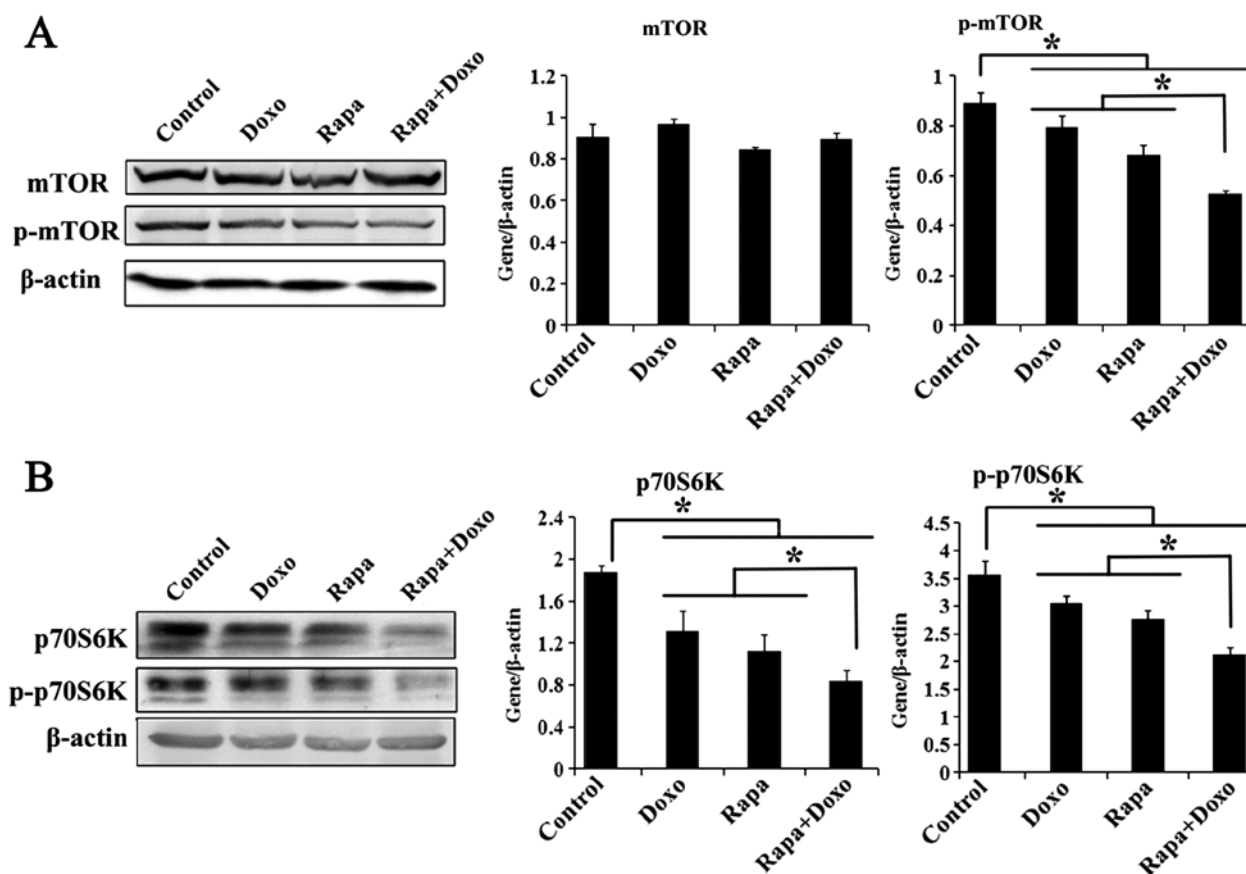 A
Control
Doxo
Rapa
Rapa+Doxo
mTOR
p-mTOR
β-actin
mTOR
Gene/β-actin
1.2
1
0.8
0.6
0.4
0.2
0
Control
Doxo
Rapa
Rapa+Doxo
p-mTOR
*
*
Gene/β-actin
1
0.8
0.6
0.4
0.2
0
Control
Doxo
Rapa
Rapa+Doxo
B
Control
Doxo
Rapa
Rapa+Doxo
p70S6K
p-p70S6K
β-actin
p70S6K
*
*
Gene/β-actin
2.4
2
1.6
1.2
0.8
0.4
0
Control
Doxo
Rapa
Rapa+Doxo
p-p70S6K
*
*
Gene/β-actin
4.5
4
3.5
3
2.5
2
1.5
1
0.5
0
Control
Doxo
Rapa
Rapa+Doxo